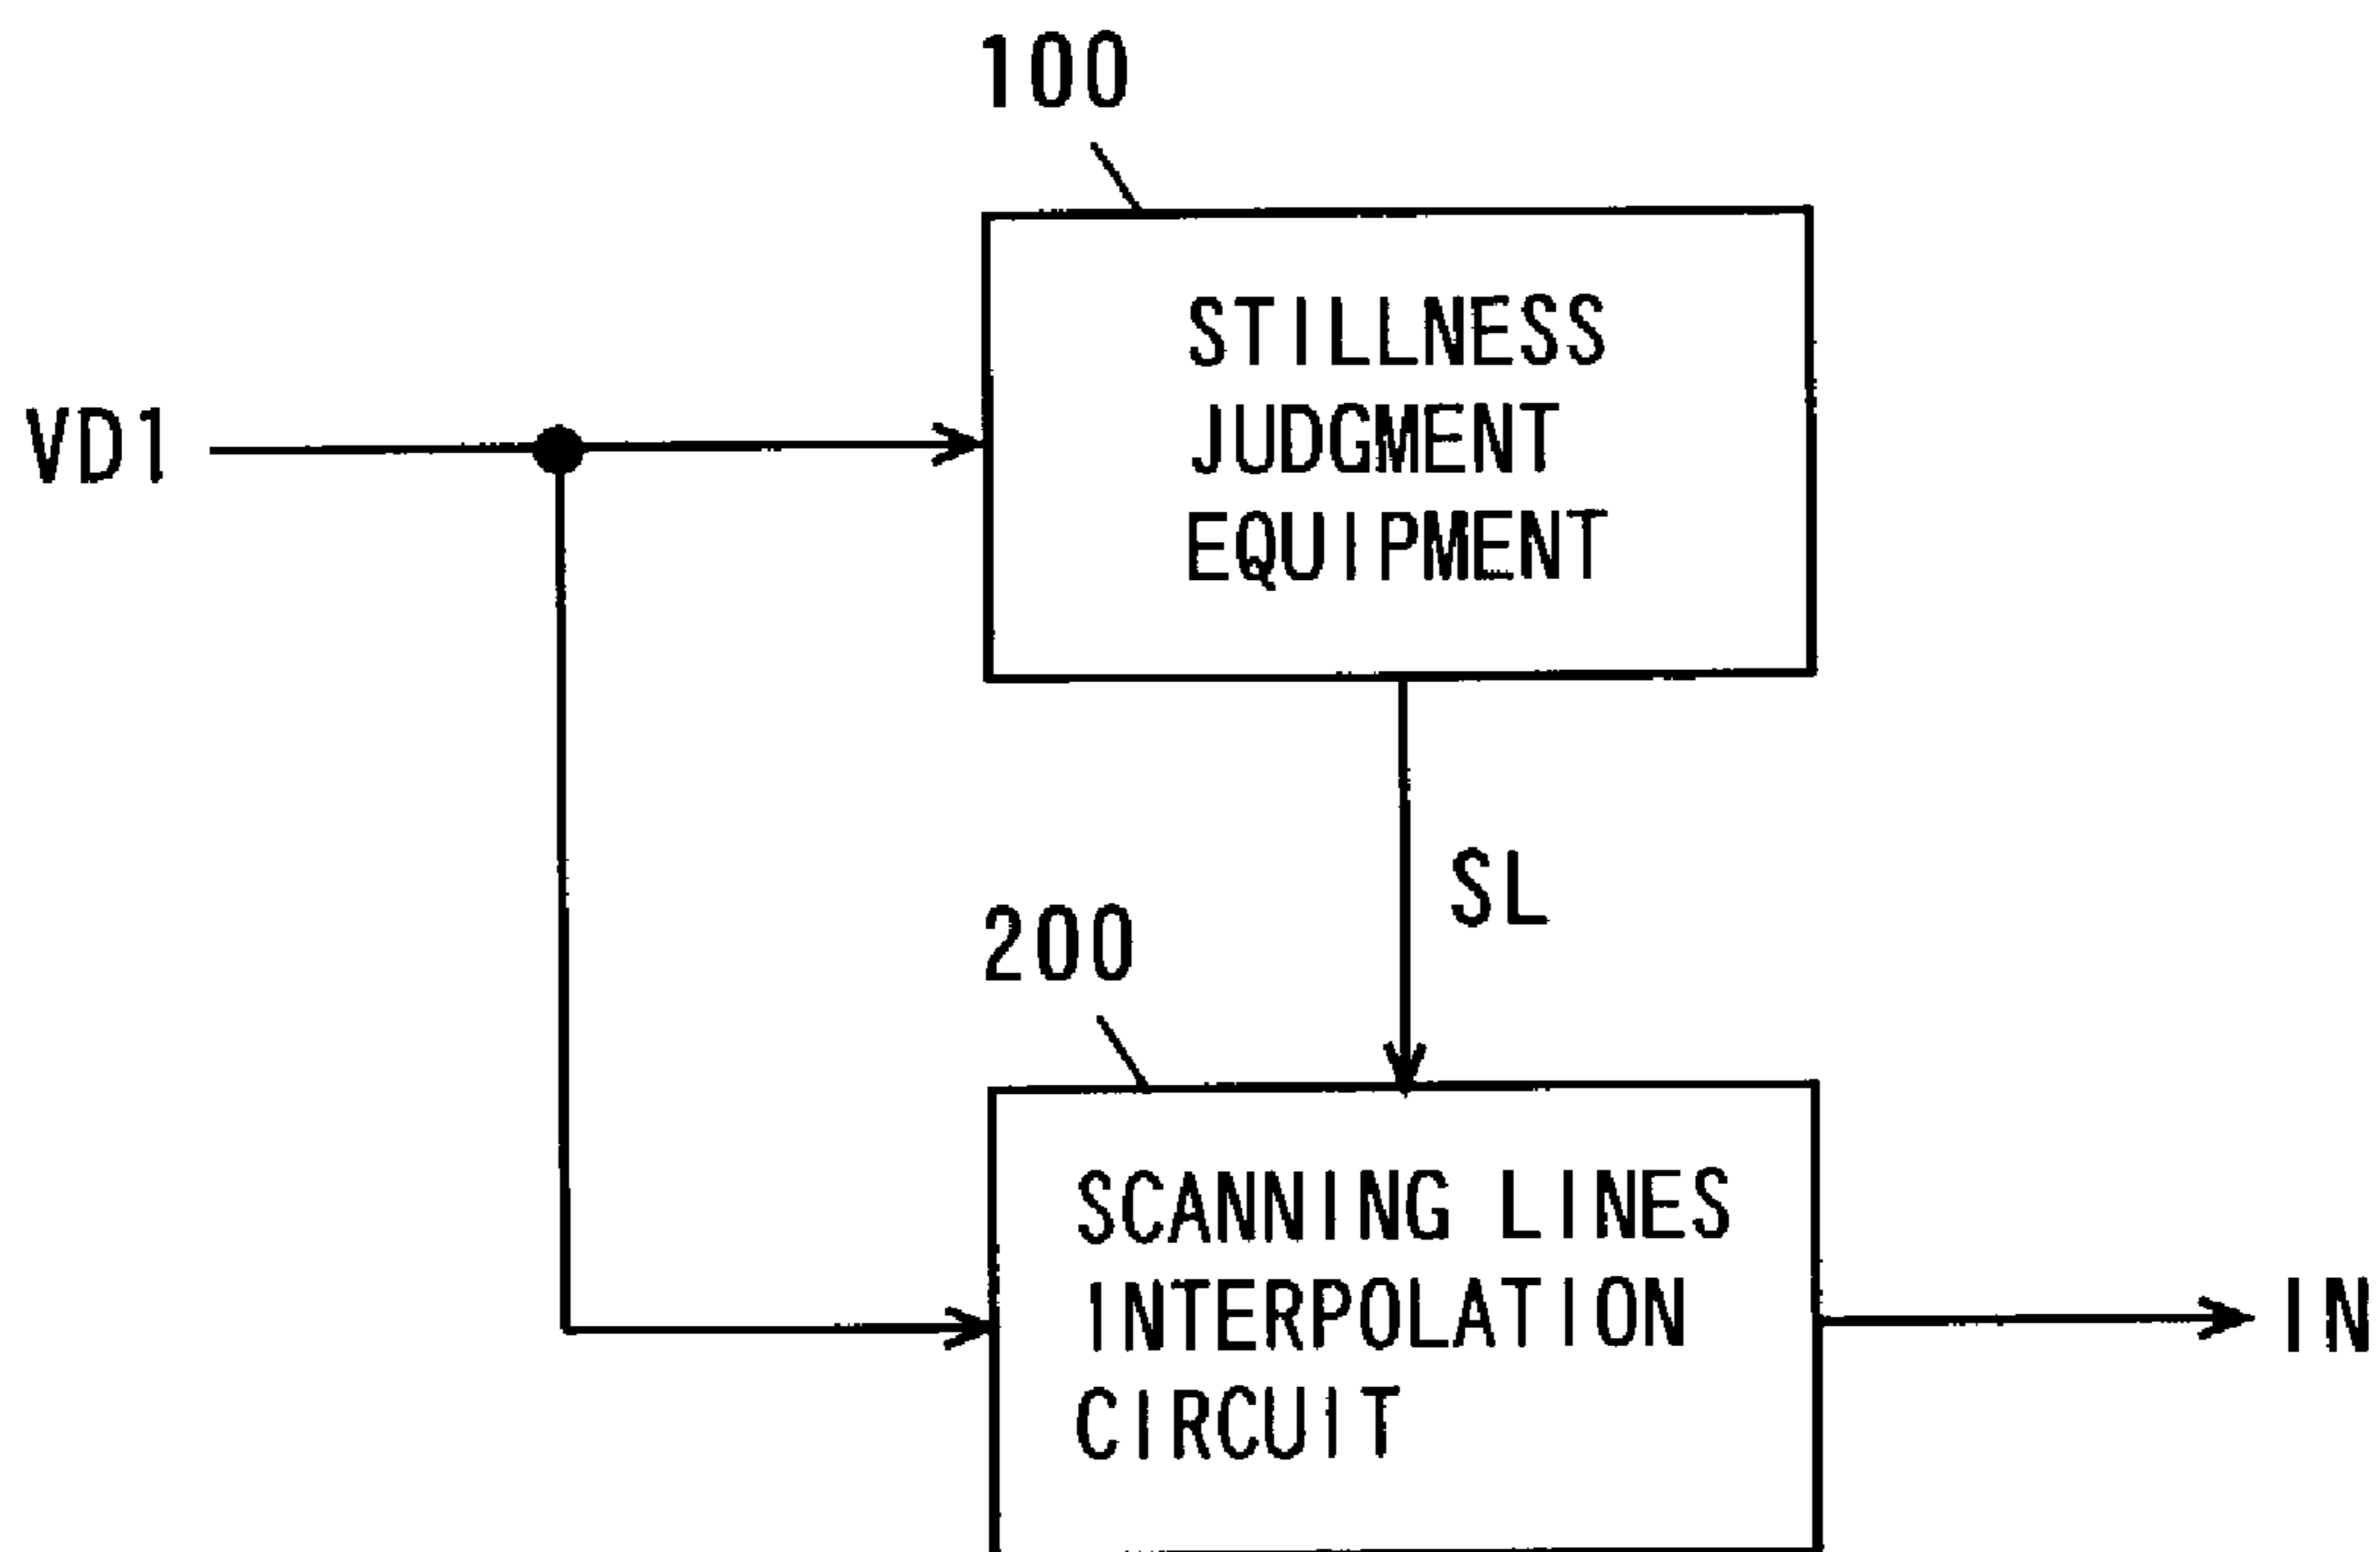 100
STILLNESS
JUDGMENT
EQUIPMENT
VD1
SL
200
SCANNING LINES
INTERPOLATION
CIRCUIT
IN